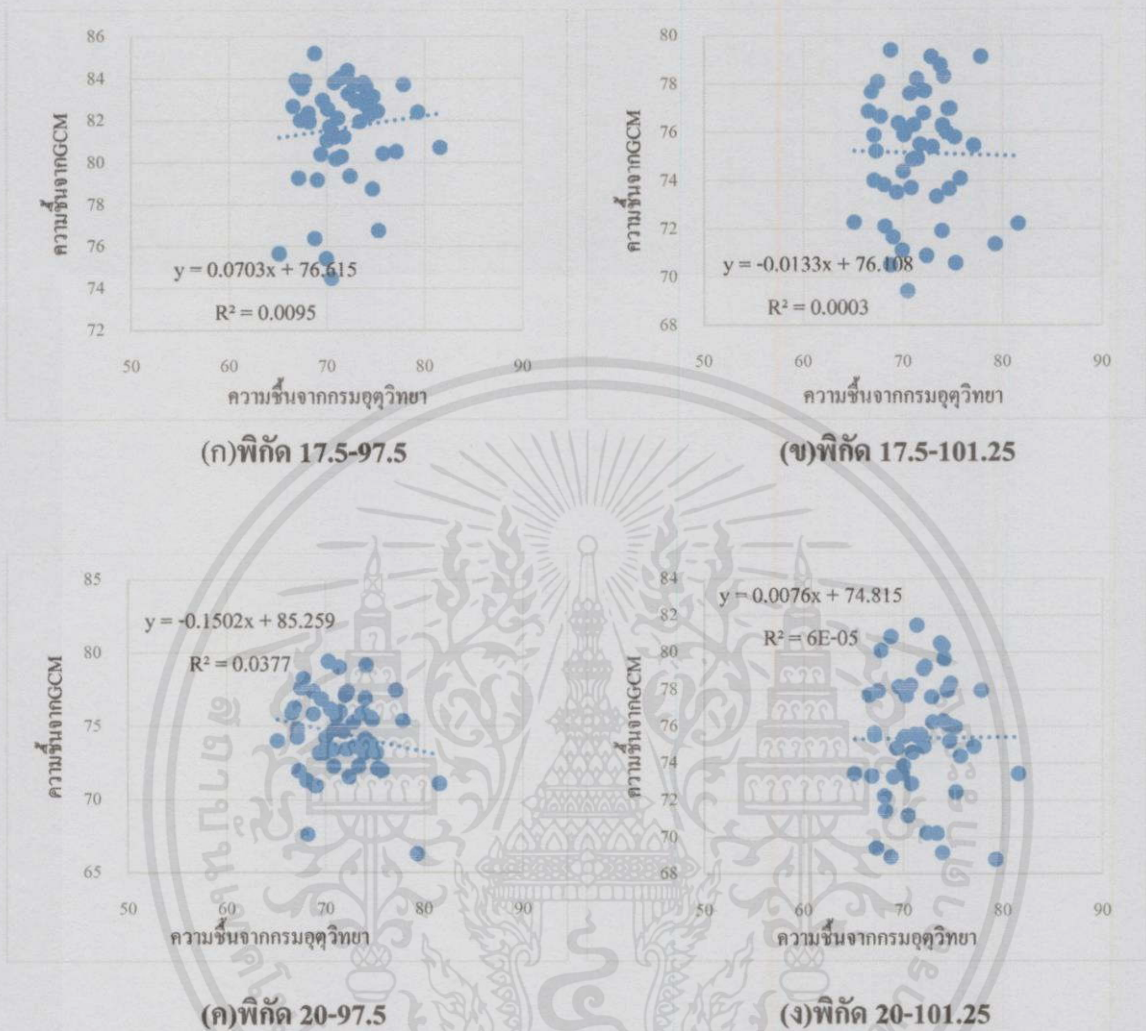 86
84
82
80
78
76
74
72
50
60
70
80
90
ความชื้นจากGCM
y = 0.0703x + 76.615
R² = 0.0095
ความชื้นจากกรมอุตุวิทยา
(ก)พิกัด 17.5-97.5
80
78
76
74
72
70
68
50
60
70
80
90
ความชื้นจากGCM
y = -0.0133x + 76.108
R² = 0.0003
ความชื้นจากกรมอุตุวิทยา
(ข)พิกัด 17.5-101.25
85
80
75
70
65
50
60
70
80
90
ความชื้นจากGCM
y = -0.1502x + 85.259
R² = 0.0377
ความชื้นจากกรมอุตุวิทยา
(ค)พิกัด 20-97.5
84
82
80
78
76
74
72
70
68
50
60
70
80
90
ความชื้นจากGCM
y = 0.0076x + 74.815
R² = 6E-05
ความชื้นจากกรมอุตุวิทยา
(ง)พิกัด 20-101.25